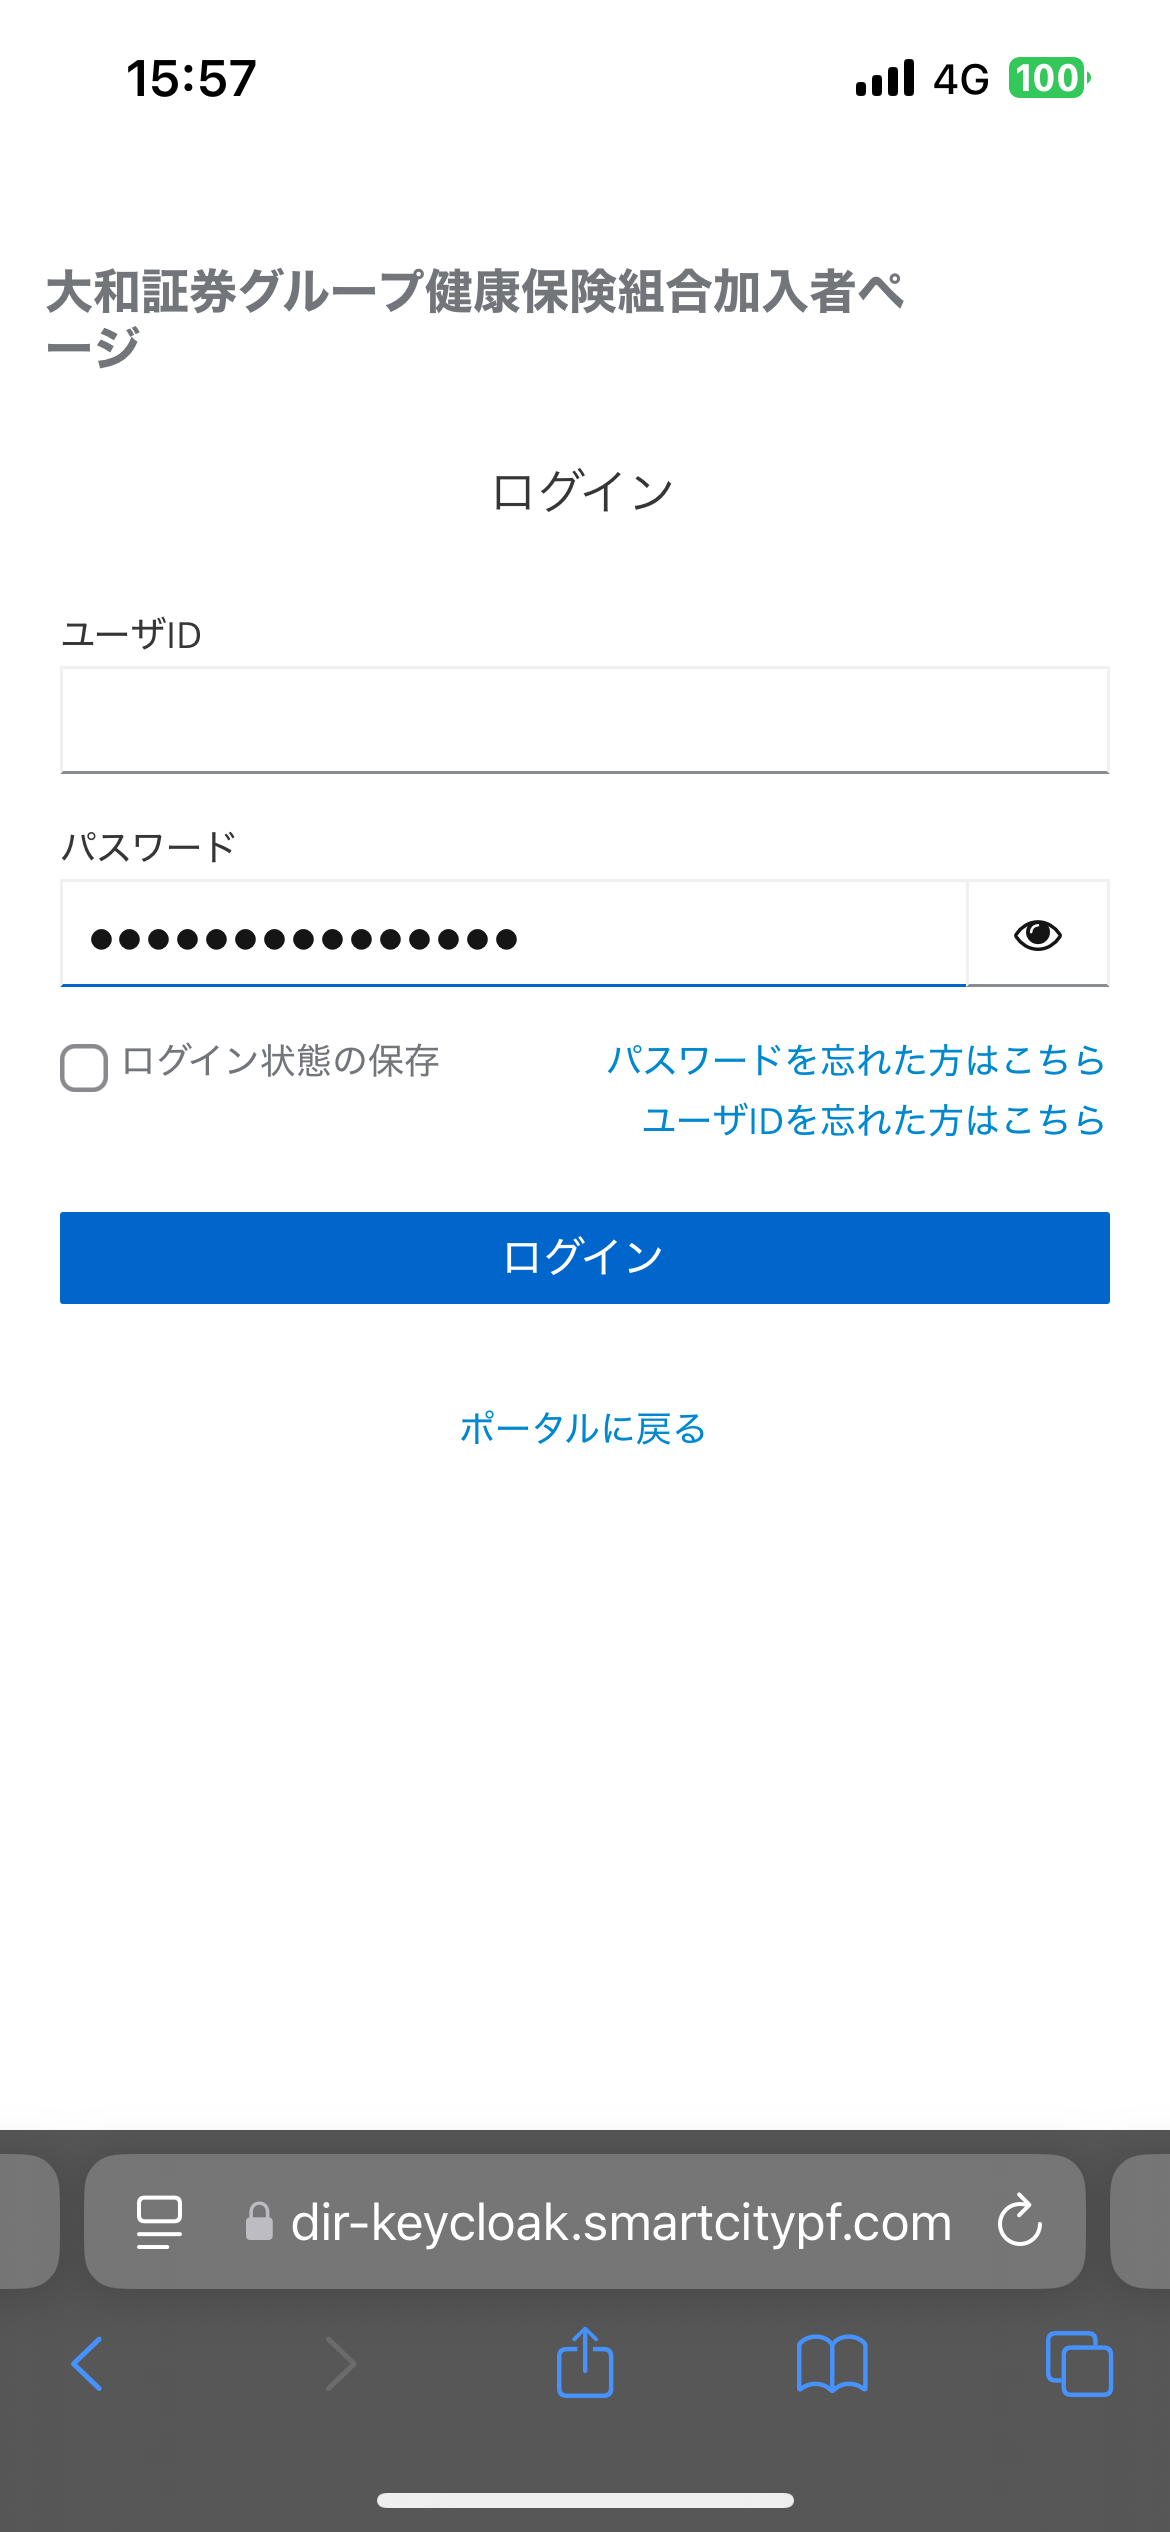 15:57 4G 100
大和証券グループ健康保険組合加入者ペ
ージ
ログイン
ユーザID
パスワード
●●●●●●●●●●●●●●●
ログイン状態の保存 パスワードを忘れた方はこちら
ユーザIDを忘れた方はこちら
ログイン
ポータルに戻る
dir-keycloak.smartcitypf.com